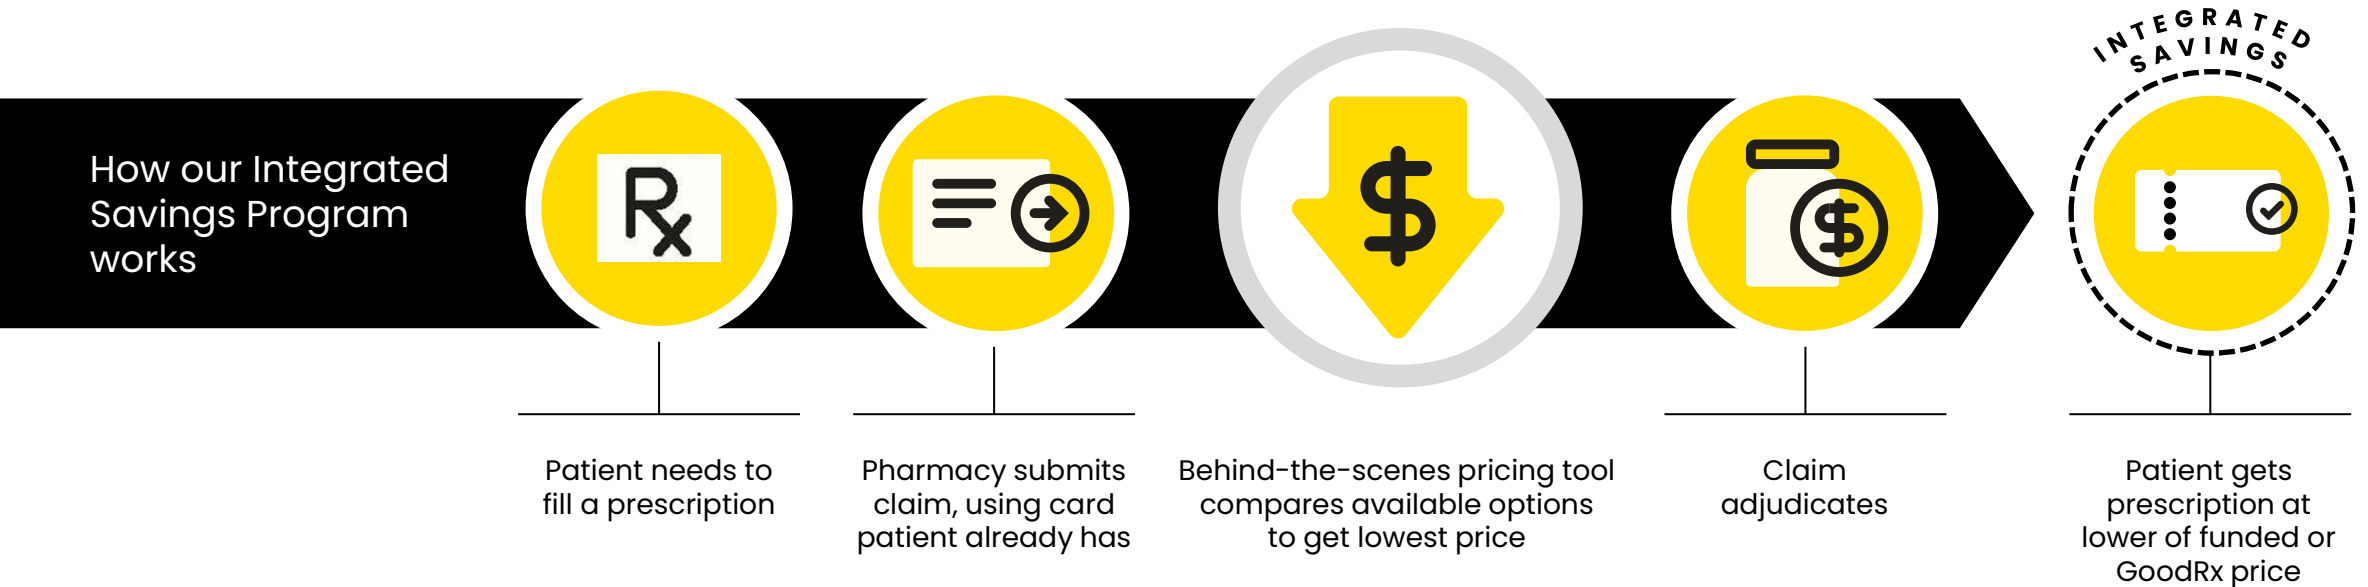 INTEGRATED
SAVINGS
How our Integrated
Savings Program
works
Rx
$
$
Patient needs to
fill a prescription
Pharmacy submits
claim, using card
patient already has
Behind-the-scenes pricing tool
compares available options
to get lowest price
Claim
adjudicates
Patient gets
prescription at
lower of funded or
GoodRx price